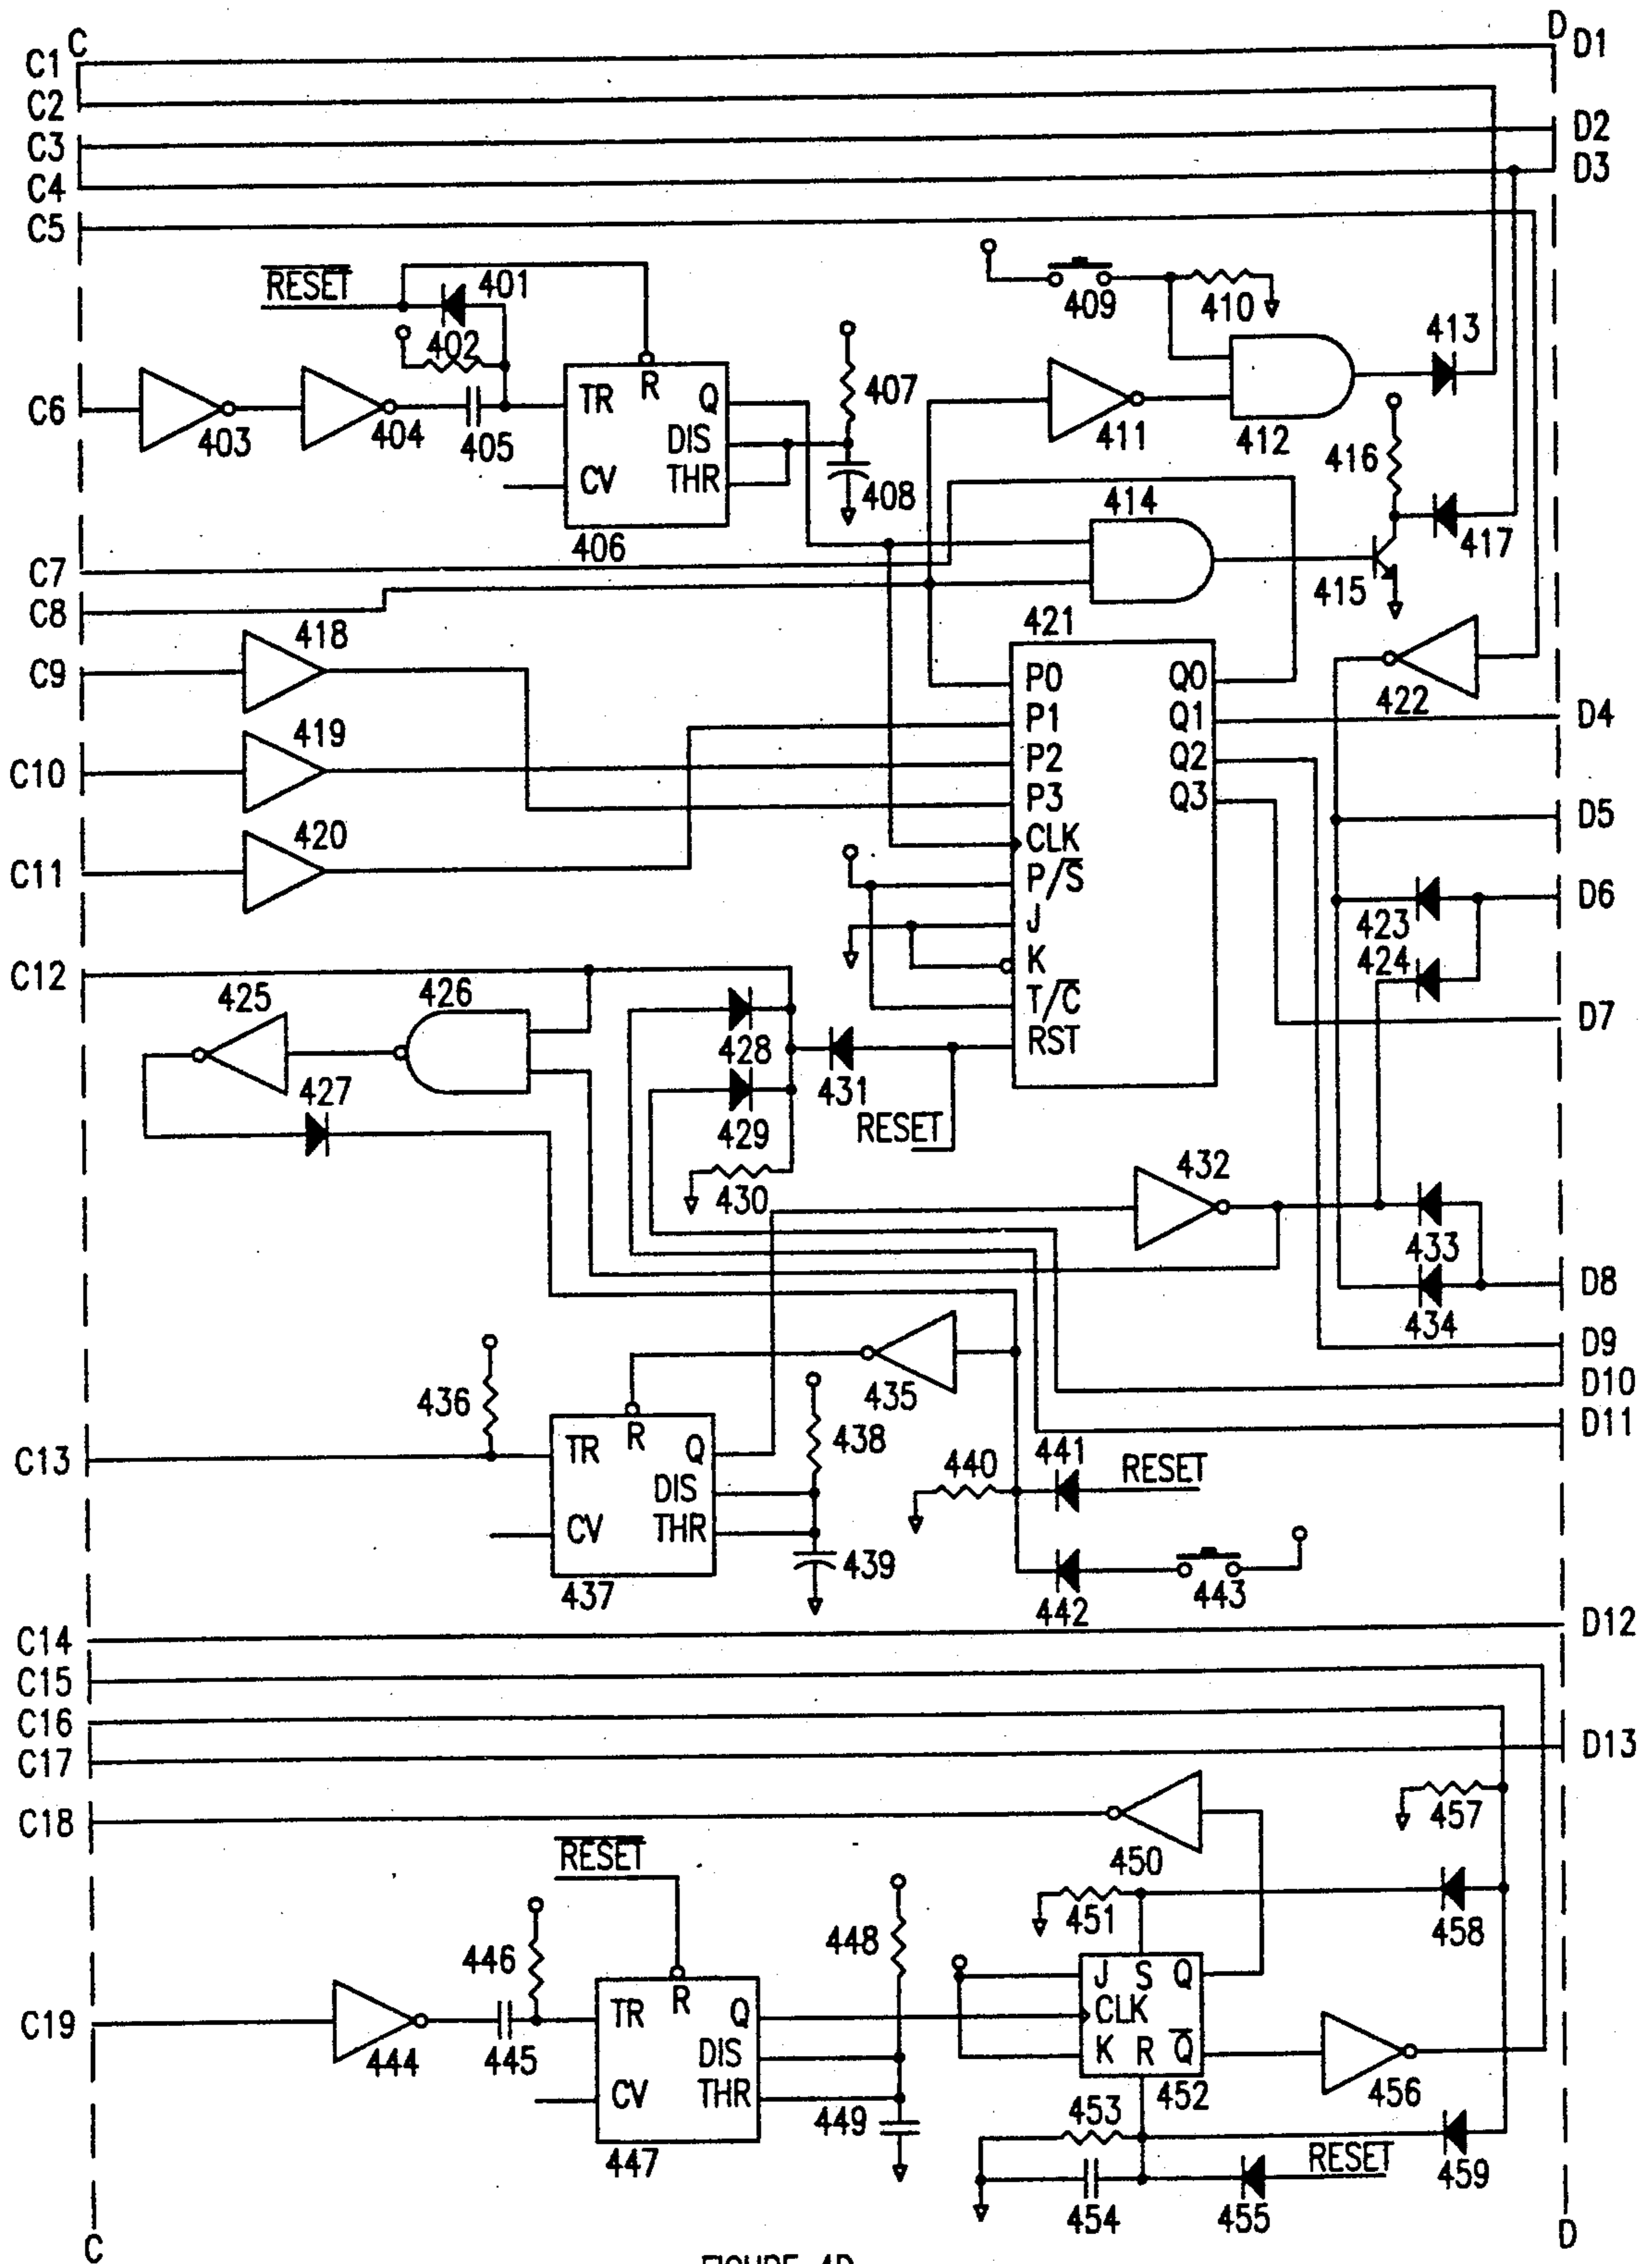 C D
C1 D1
C2
C3 D2
C4 D3
C5
RESET 401
402 409 410 413
C6 403 404 405 TR R Q DIS THR CV 407 408 411 412 416
406 414 417
C7
C8 415
418 421
C9 P0 Q0 422
P1 Q1 D4
419 P2 Q2
C10 P3 Q3
420 CLK D5
C11 P/S
J 423 D6
K 424
C12 T/C D7
425 426 428 RST
427 429 431 RESET
430 432
433
434 D8
D9
435 D10
436 438 D11
C13 TR R Q 440 441 RESET
DIS
CV THR 439
437 442 443
C14 D12
C15
C16
C17 D13
457
C18 450
RESET 451 458
446 448 J S Q
C19 444 445 TR R Q CLK
DIS K R Q 456
CV THR 449 452
447 453 459
454 455 RESET
C D
FIGURE 4D